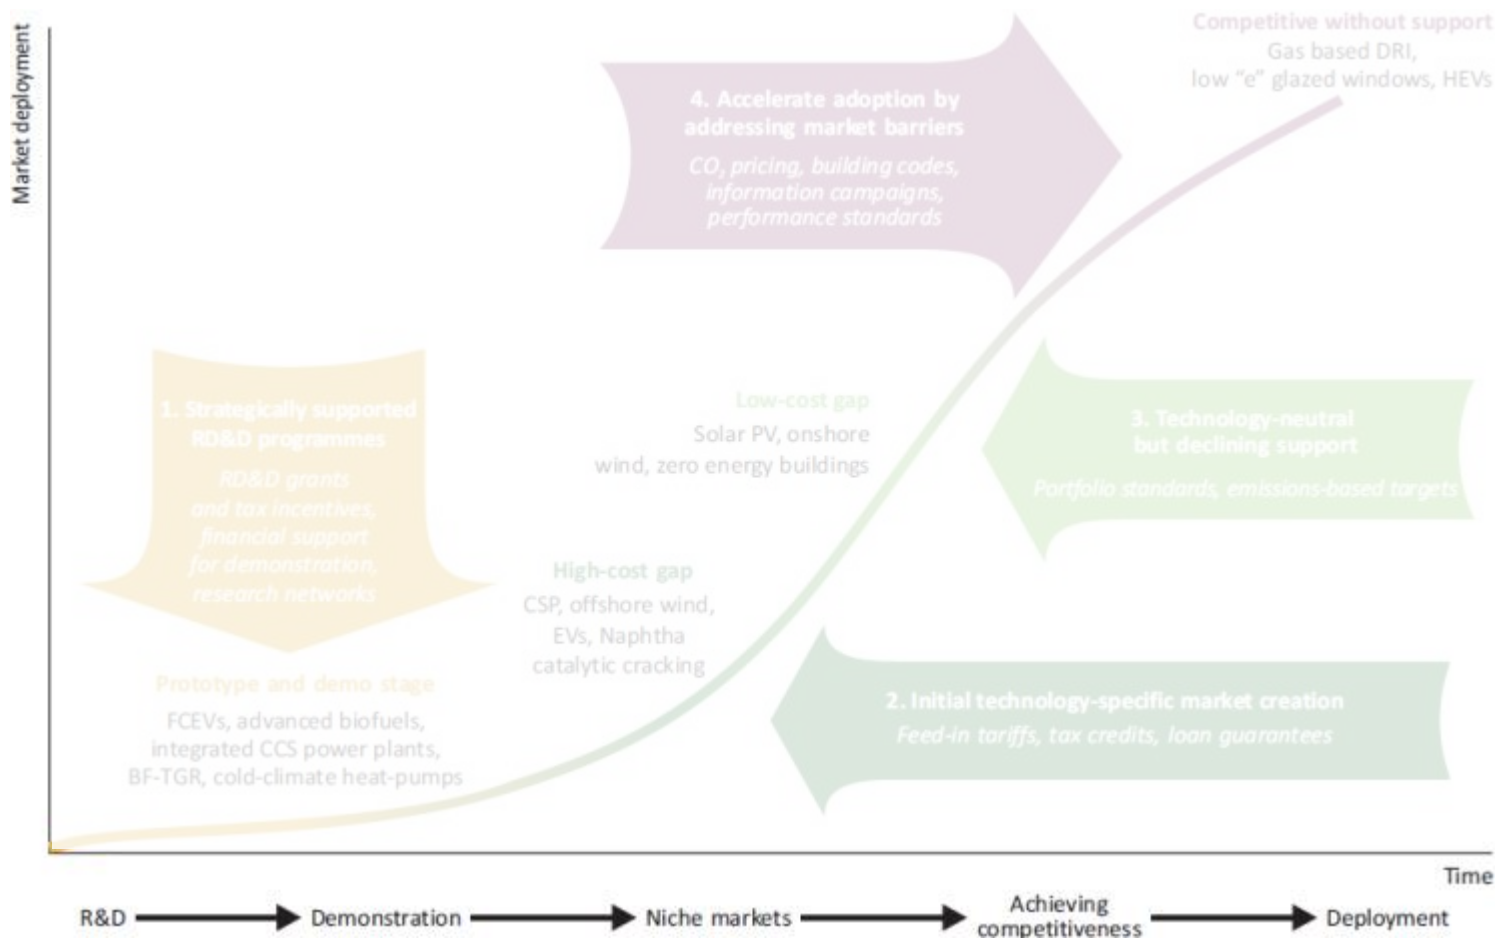 Market deployment
Competitive without support
Gas based DRI,
low “e” glazed windows, HEVs
4. Accelerate adoption by
addressing market barriers
CO₂ pricing, building codes,
information campaigns,
performance standards
1. Strategically supported
RD&D programmes
RD&D grants
and tax incentives,
financial support
for demonstration,
research networks
Low-cost gap
Solar PV, onshore
wind, zero energy buildings
3. Technology-neutral
but declining support
Portfolio standards, emissions-based targets
High-cost gap
CSP, offshore wind,
EVs, Naphtha
catalytic cracking
2. Initial technology-specific market creation
Feed-in tariffs, tax credits, loan guarantees
Prototype and demo stage
FCEVs, advanced biofuels,
integrated CCS power plants,
BF-TGR, cold-climate heat-pumps
Time
R&D
Demonstration
Niche markets
Achieving
competitiveness
Deployment